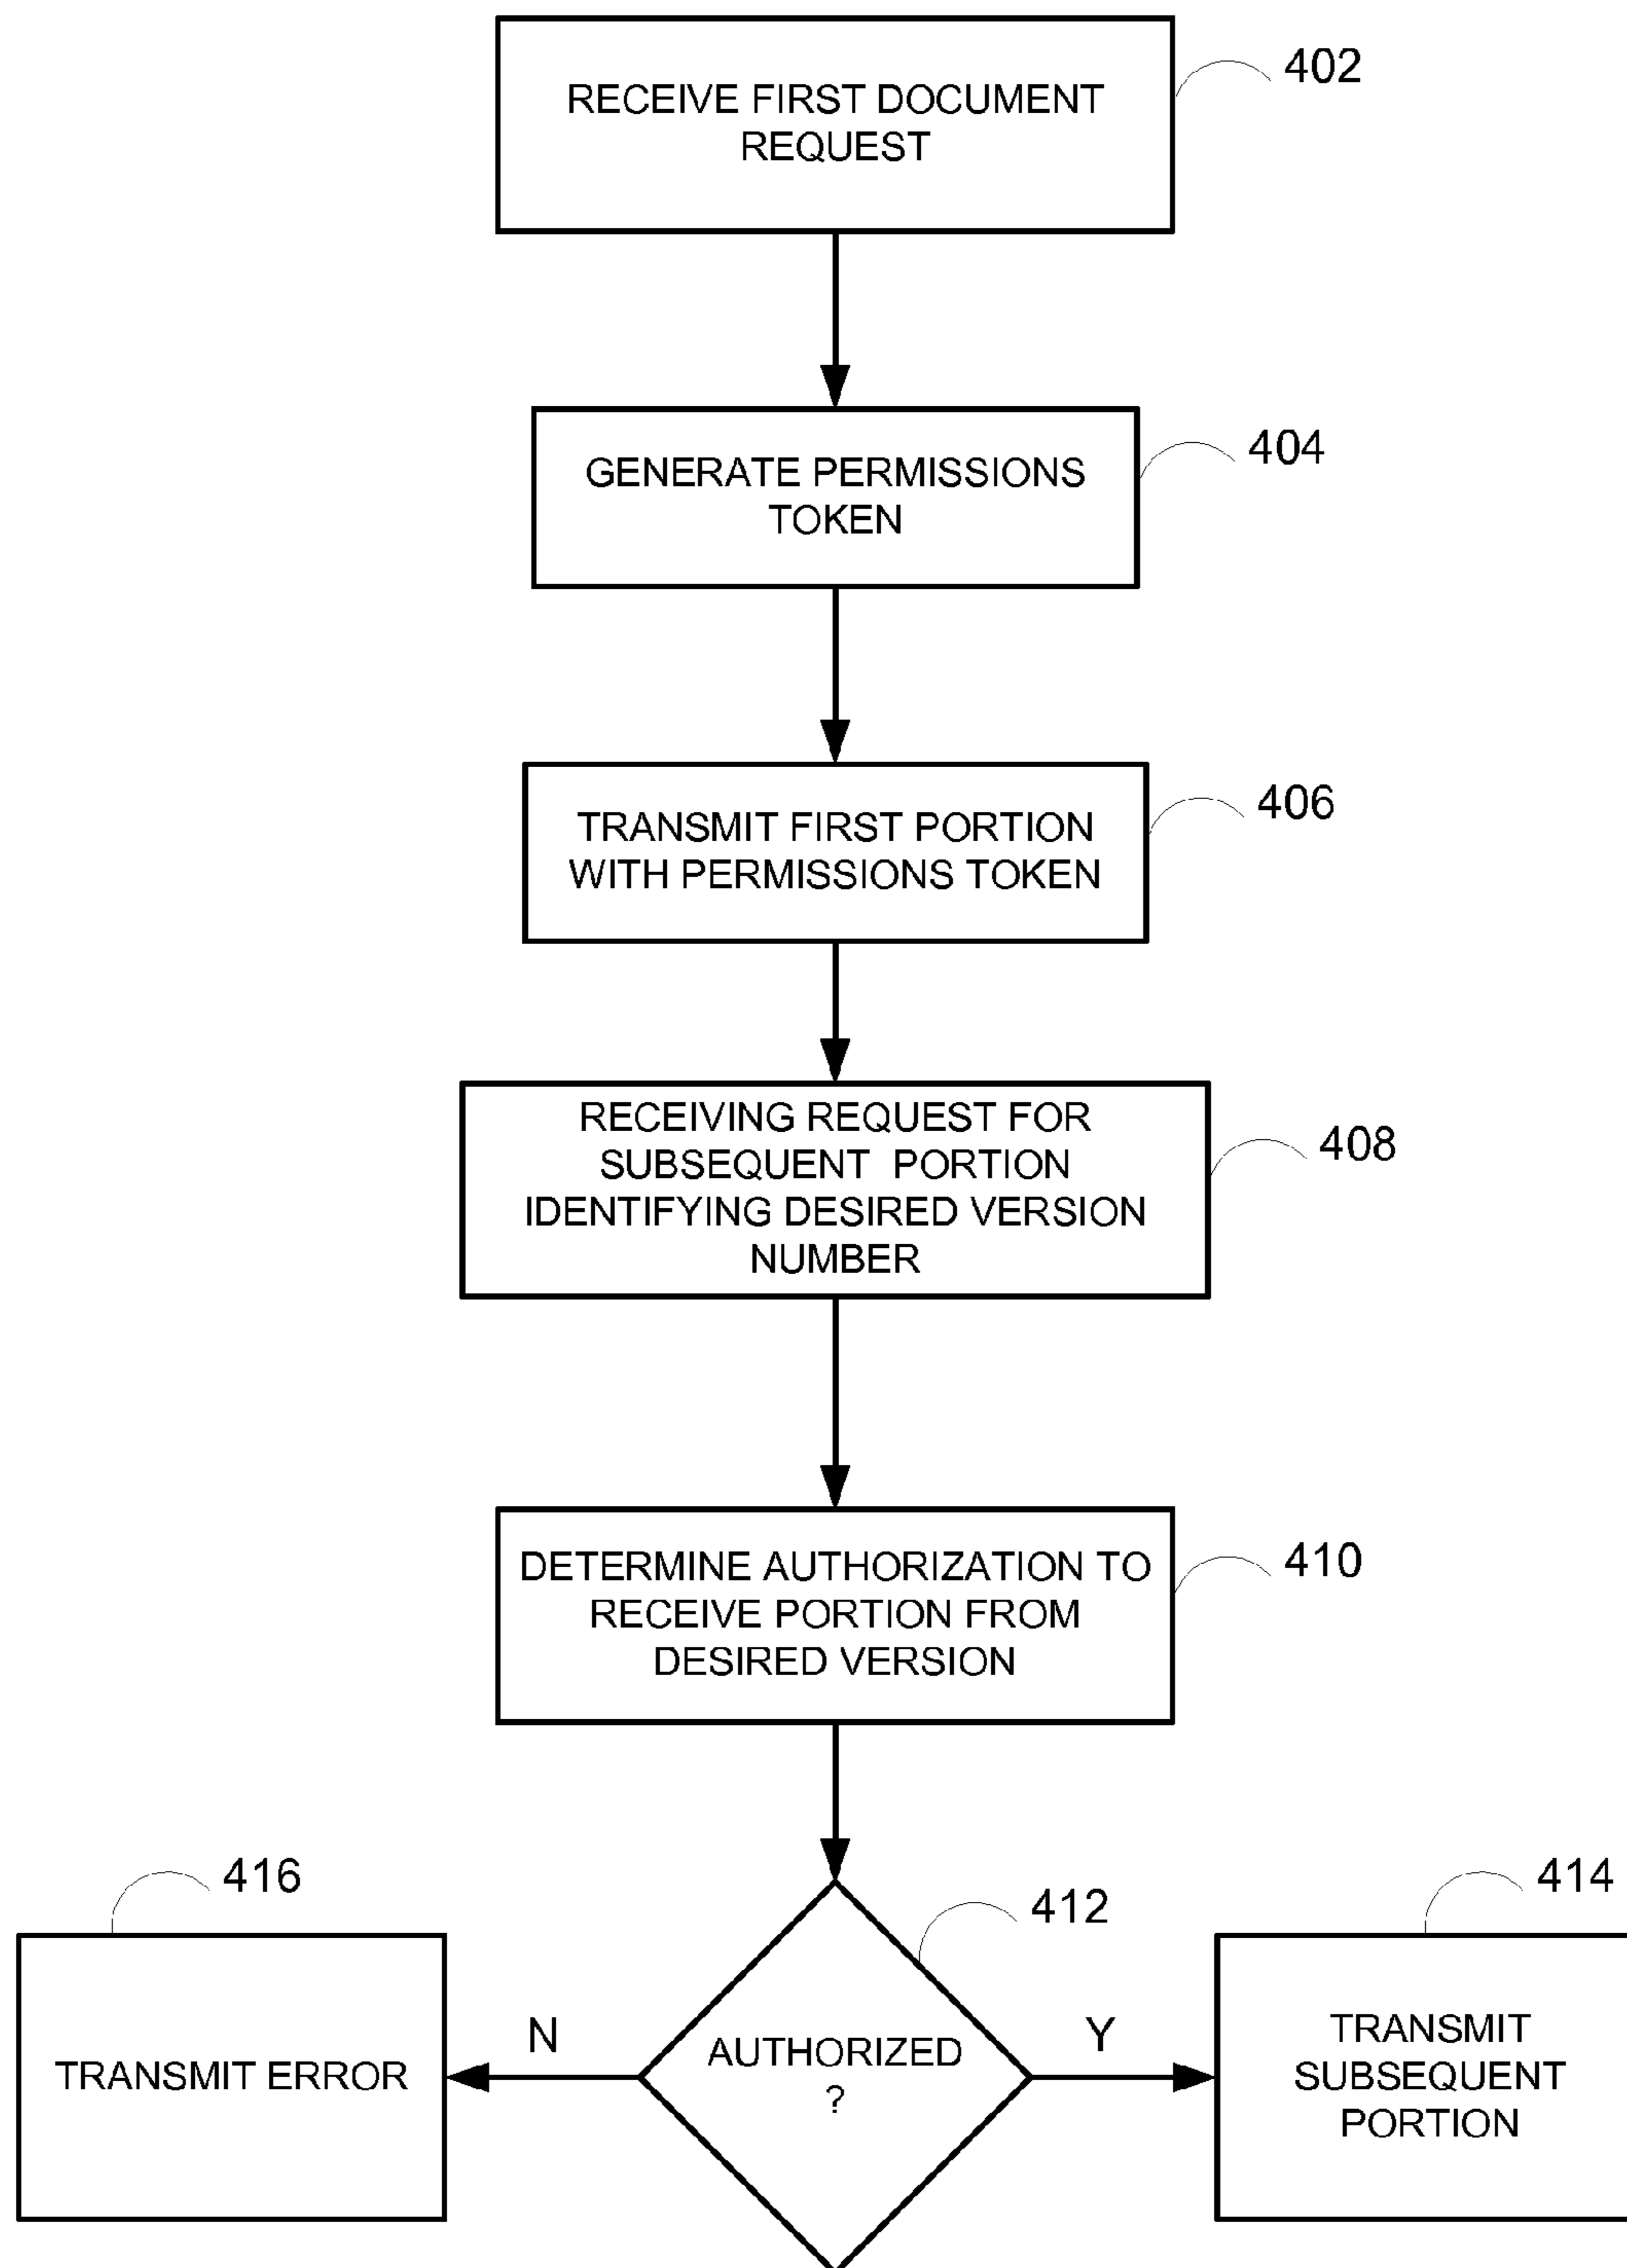 RECEIVE FIRST DOCUMENT
REQUEST
402
GENERATE PERMISSIONS
TOKEN
404
TRANSMIT FIRST PORTION
WITH PERMISSIONS TOKEN
406
RECEIVING REQUEST FOR
SUBSEQUENT PORTION
IDENTIFYING DESIRED VERSION
NUMBER
408
DETERMINE AUTHORIZATION TO
RECEIVE PORTION FROM
DESIRED VERSION
410
416
TRANSMIT ERROR
N
412
AUTHORIZED
?
Y
414
TRANSMIT
SUBSEQUENT
PORTION